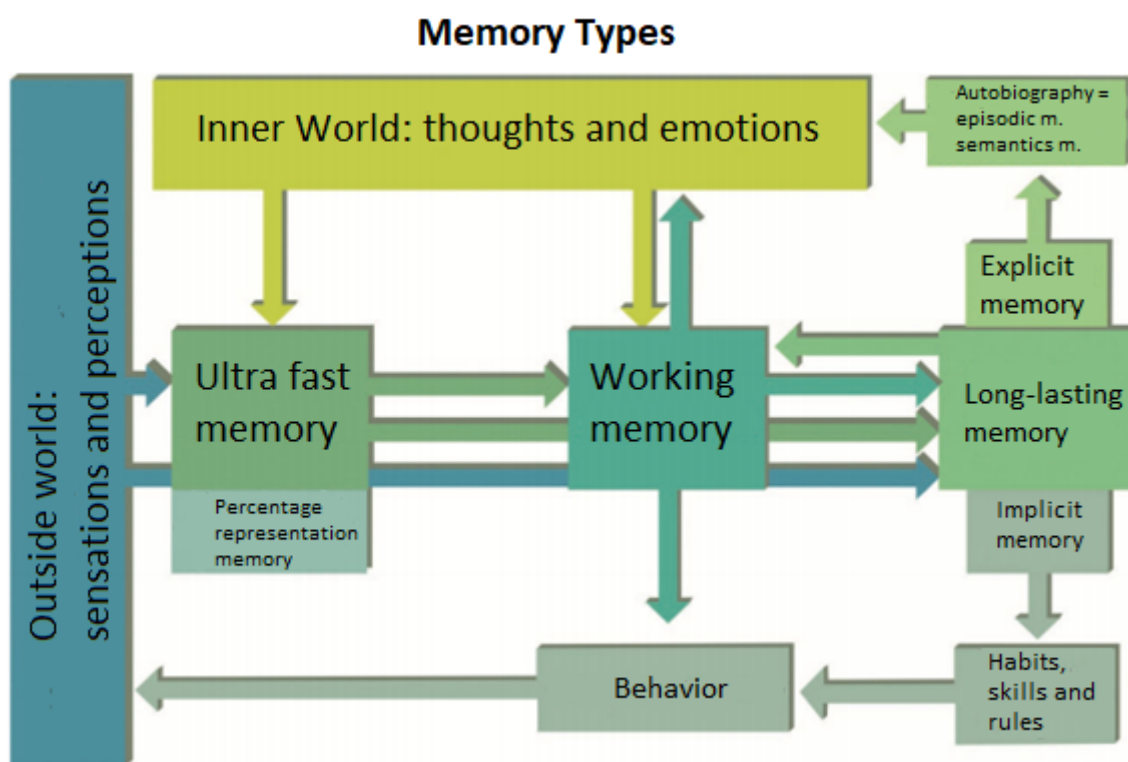 Memory Types
Outside world:
sensations and perceptions
Inner World: thoughts and emotions
Autobiography =
episodic m.
semantics m.
Explicit
memory
Ultra fast
memory
Working
memory
Long-lasting
memory
Percentage
representation
memory
Implicit
memory
Behavior
Habits,
skills and
rules